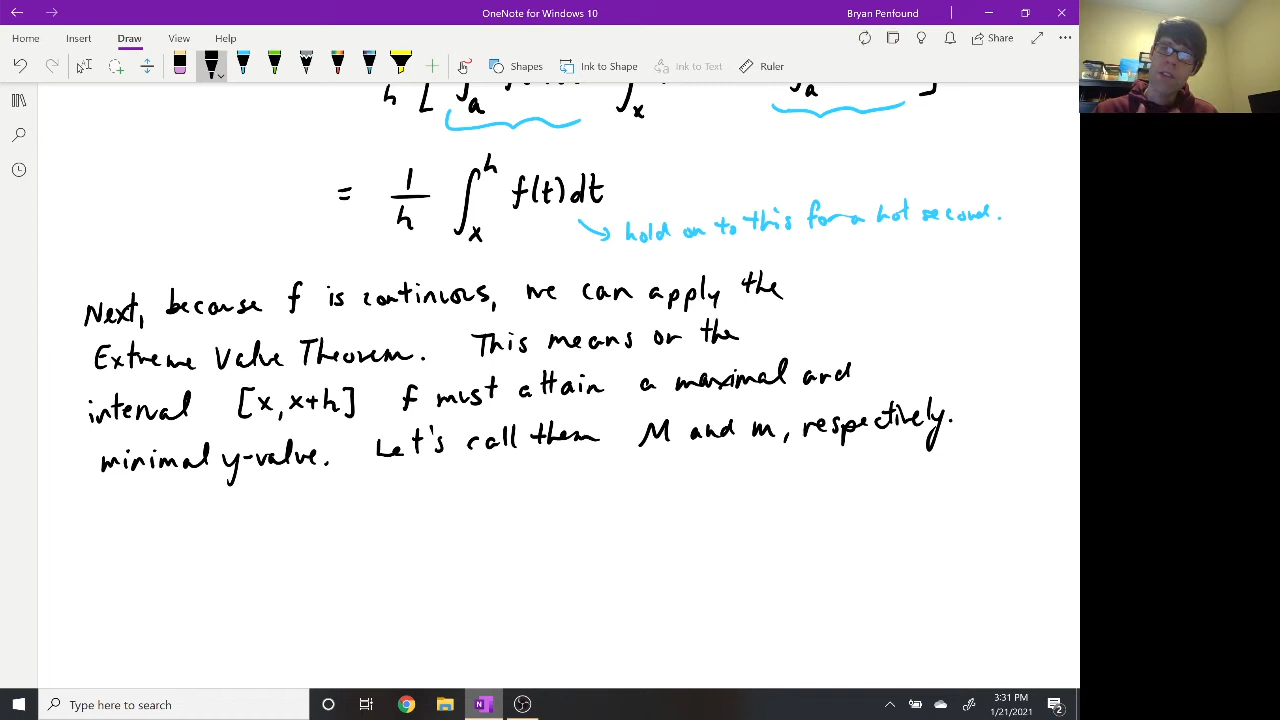 OneNote for Windows 10
Bryan Penfound
Home Insert Draw View Help
Share
Shapes Ink to Shape Ink to Text Ruler
h [ ∫a ∫x ∫a ]
= 1/h ∫_x^h f(t)dt
hold on to this for a hot second.
Next, because f is continuous, we can apply the
Extreme Value Theorem. This means on the
interval [x, x+h] f must attain a maximal and
minimal y-value. Let's call them M and m, respectively.
Type here to search
3:31 PM
1/21/2021
2